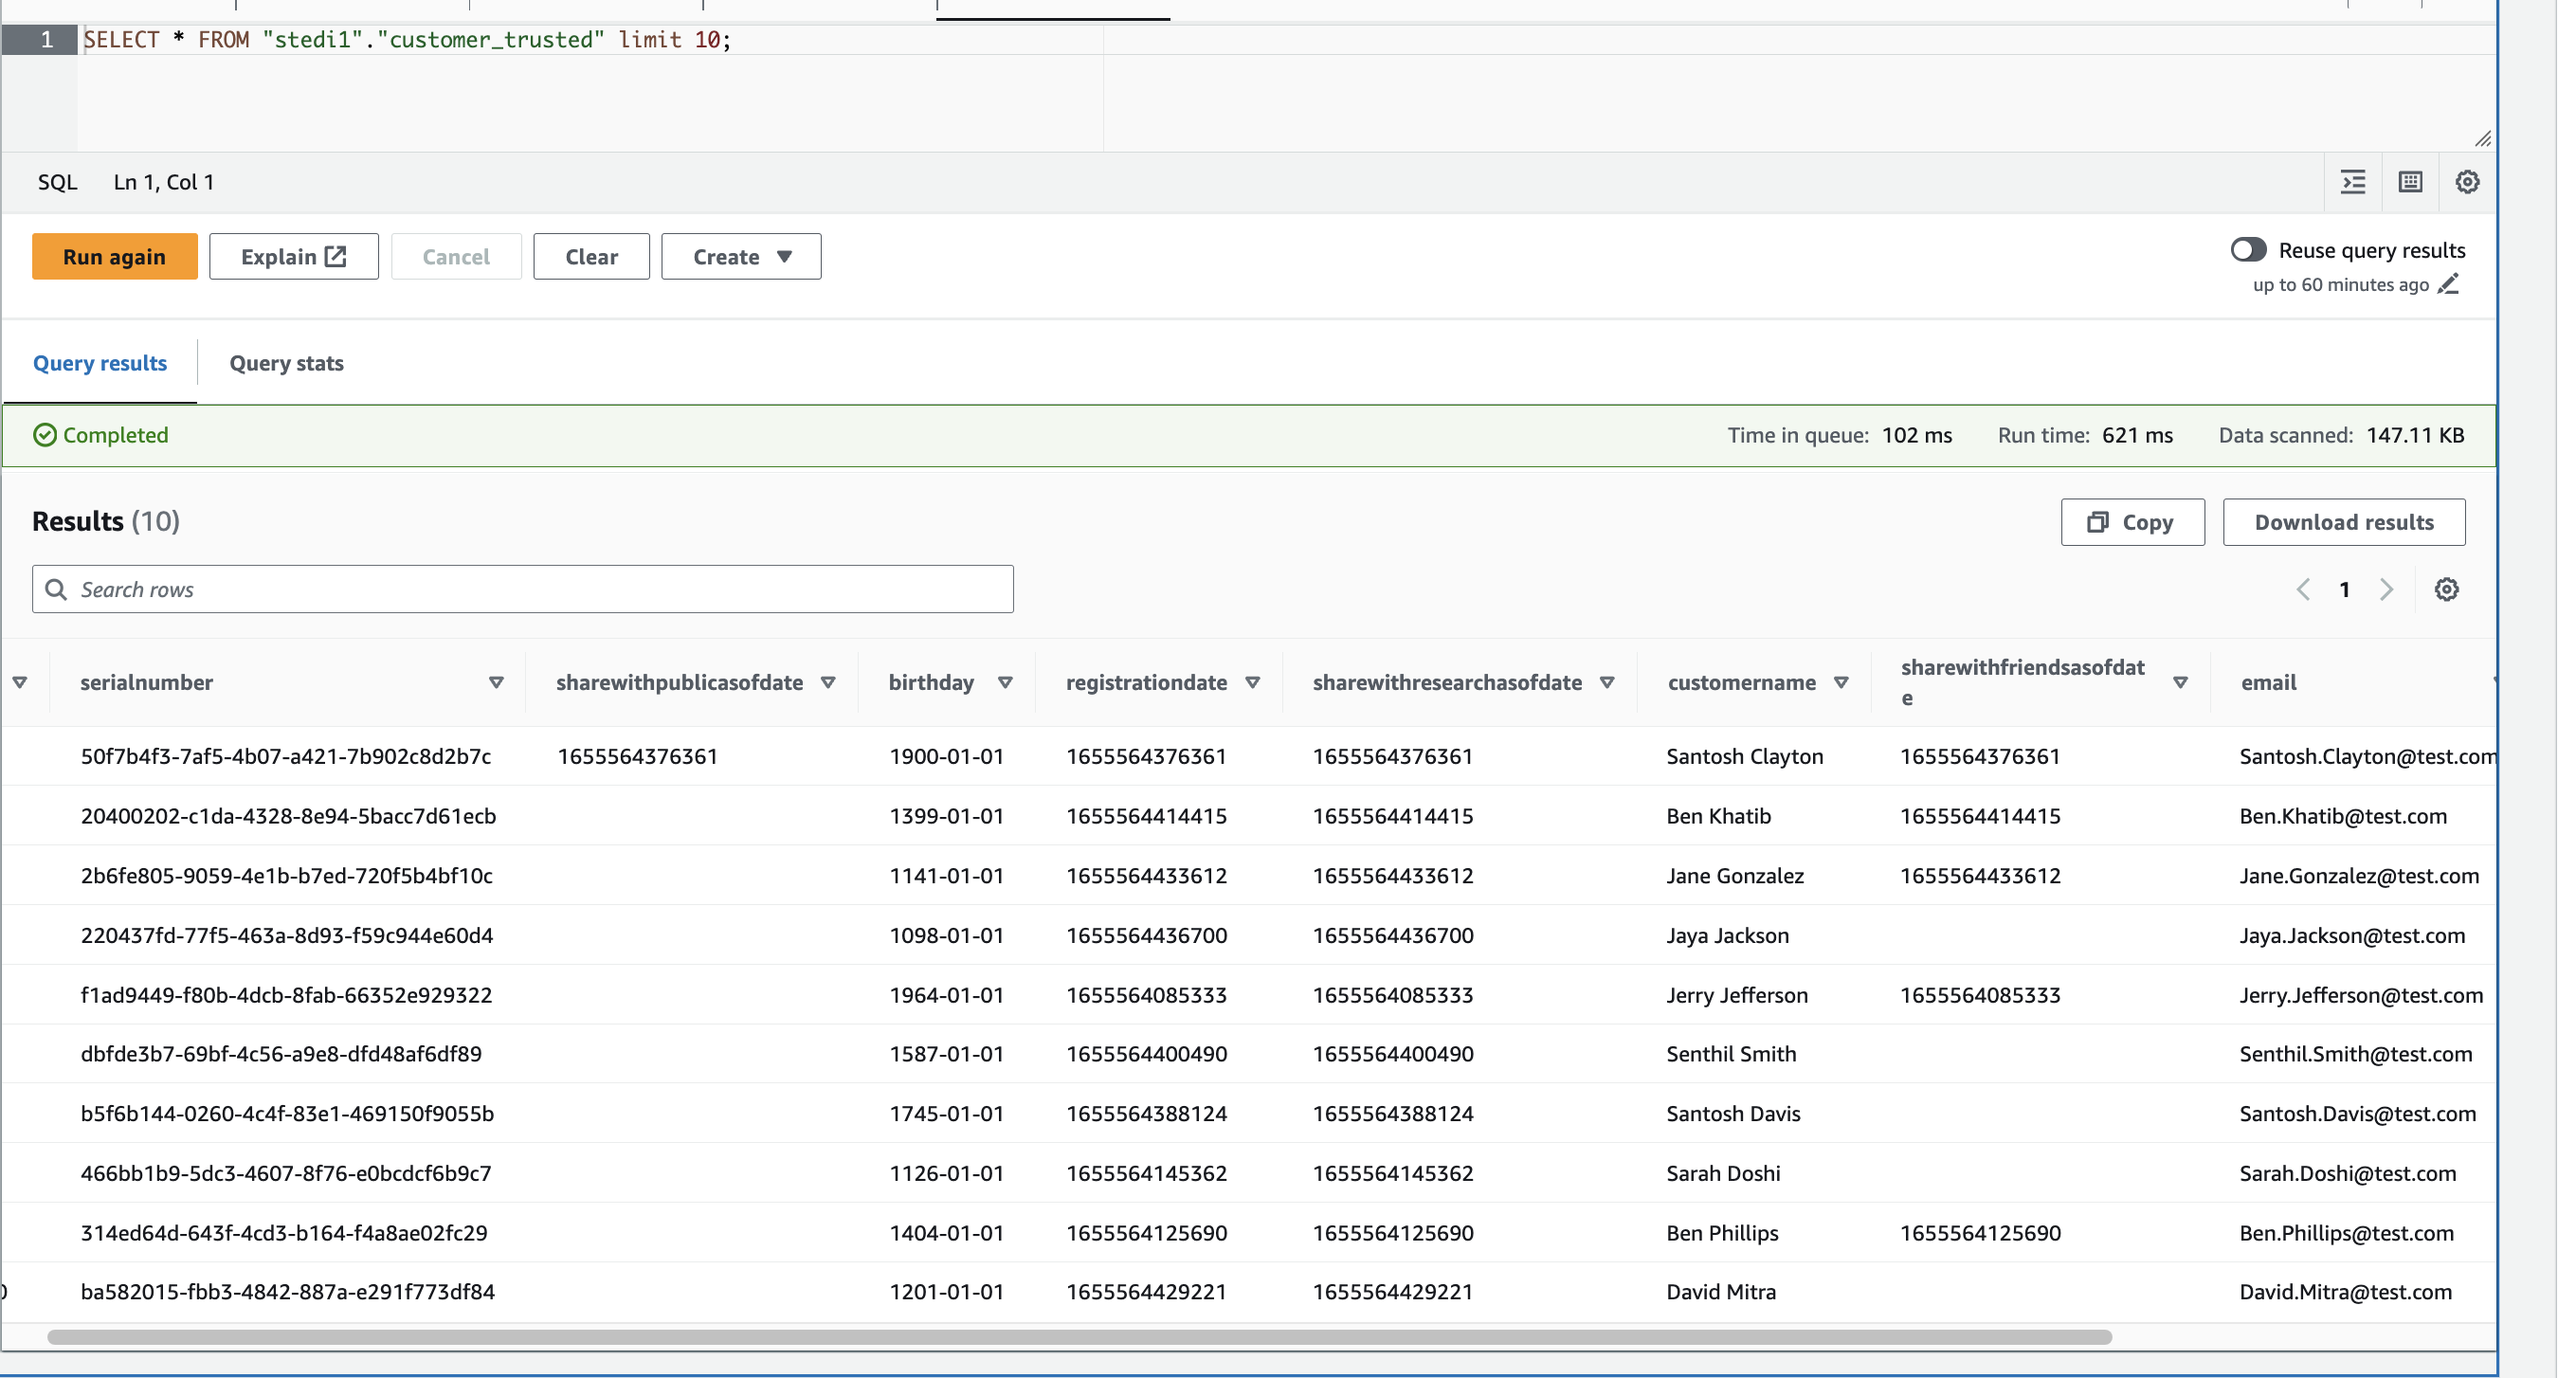 1 SELECT * FROM "stedi1"."customer_trusted" limit 10;
SQL Ln 1, Col 1
Run again Explain Cancel Clear Create Reuse query results
up to 60 minutes ago
Query results Query stats
Completed Time in queue: 102 ms Run time: 621 ms Data scanned: 147.11 KB
Results (10) Copy Download results
Search rows 1
serialnumber sharewithpublicasofdate birthday registrationdate sharewithresearchasofdate customername sharewithfriendsasofdat
e email
50f7b4f3-7af5-4b07-a421-7b902c8d2b7c 1655564376361 1900-01-01 1655564376361 1655564376361 Santosh Clayton 1655564376361 Santosh.Clayton@test.com
20400202-c1da-4328-8e94-5bacc7d61ecb 1399-01-01 1655564414415 1655564414415 Ben Khatib 1655564414415 Ben.Khatib@test.com
2b6fe805-9059-4e1b-b7ed-720f5b4bf10c 1141-01-01 1655564433612 1655564433612 Jane Gonzalez 1655564433612 Jane.Gonzalez@test.com
220437fd-77f5-463a-8d93-f59c944e60d4 1098-01-01 1655564436700 1655564436700 Jaya Jackson Jaya.Jackson@test.com
f1ad9449-f80b-4dcb-8fab-66352e929322 1964-01-01 1655564085333 1655564085333 Jerry Jefferson 1655564085333 Jerry.Jefferson@test.com
dbfde3b7-69bf-4c56-a9e8-dfd48af6df89 1587-01-01 1655564400490 1655564400490 Senthil Smith Senthil.Smith@test.com
b5f6b144-0260-4c4f-83e1-469150f9055b 1745-01-01 1655564388124 1655564388124 Santosh Davis Santosh.Davis@test.com
466bb1b9-5dc3-4607-8f76-e0bcdcf6b9c7 1126-01-01 1655564145362 1655564145362 Sarah Doshi Sarah.Doshi@test.com
314ed64d-643f-4cd3-b164-f4a8ae02fc29 1404-01-01 1655564125690 1655564125690 Ben Phillips 1655564125690 Ben.Phillips@test.com
ba582015-fbb3-4842-887a-e291f773df84 1201-01-01 1655564429221 1655564429221 David Mitra David.Mitra@test.com